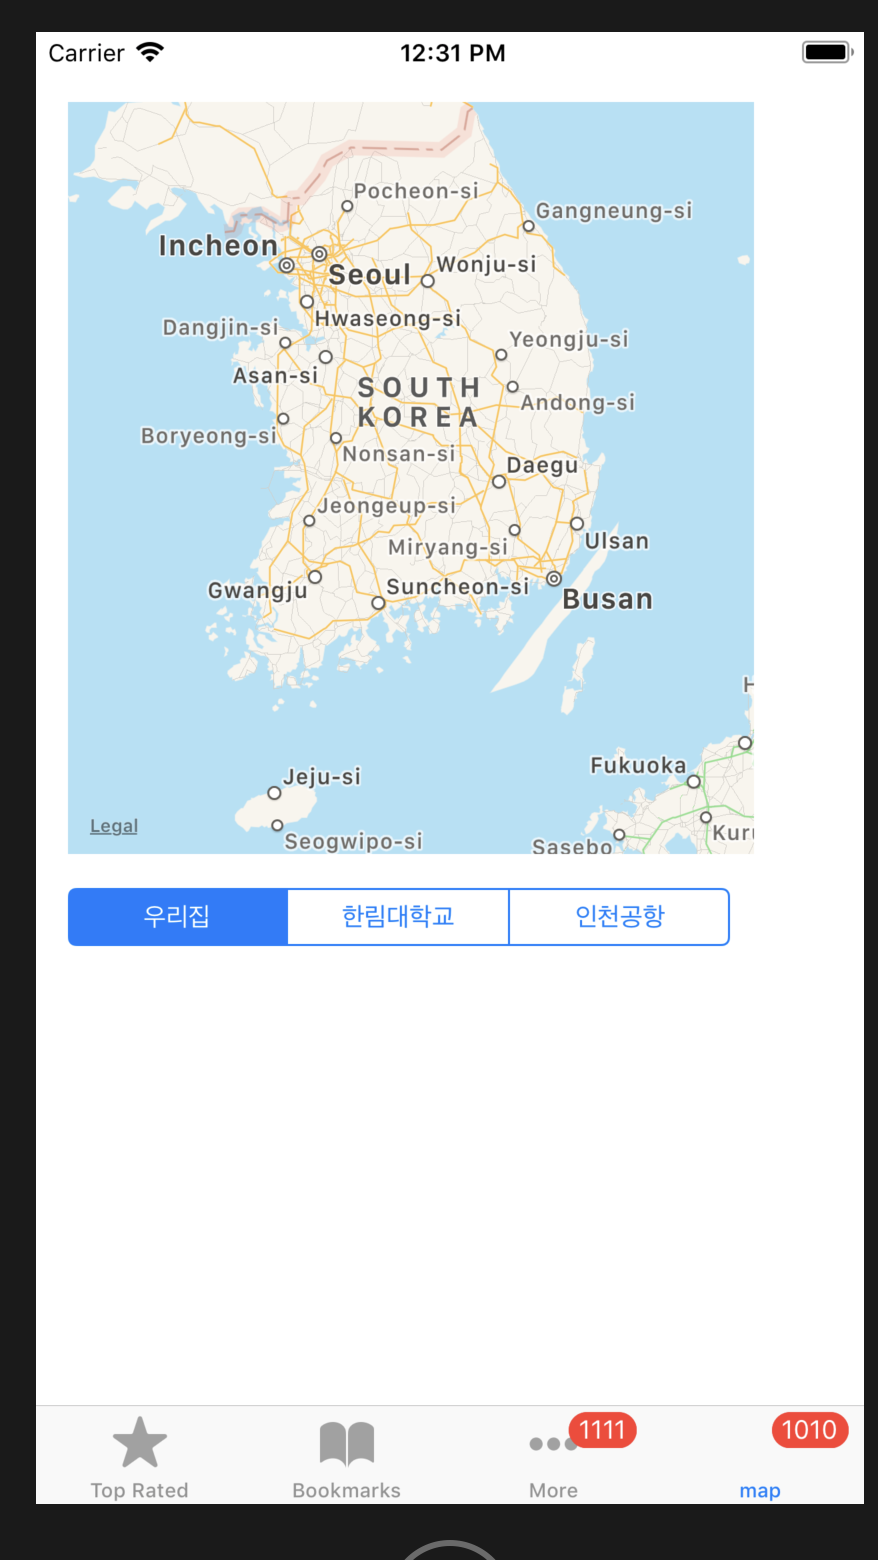 Carrier
12:31 PM
Pocheon-si
Gangneung-si
Incheon
Seoul
Wonju-si
Hwaseong-si
Dangjin-si
Yeongju-si
Asan-si
SOUTH
KOREA
Andong-si
Boryeong-si
Nonsan-si
Daegu
Jeongeup-si
Miryang-si
Ulsan
Gwangju
Suncheon-si
Busan
Fukuoka
Jeju-si
Legal
Seogwipo-si
Sasebo
우리집
한림대학교
인천공항
1111
1010
Top Rated
Bookmarks
More
map